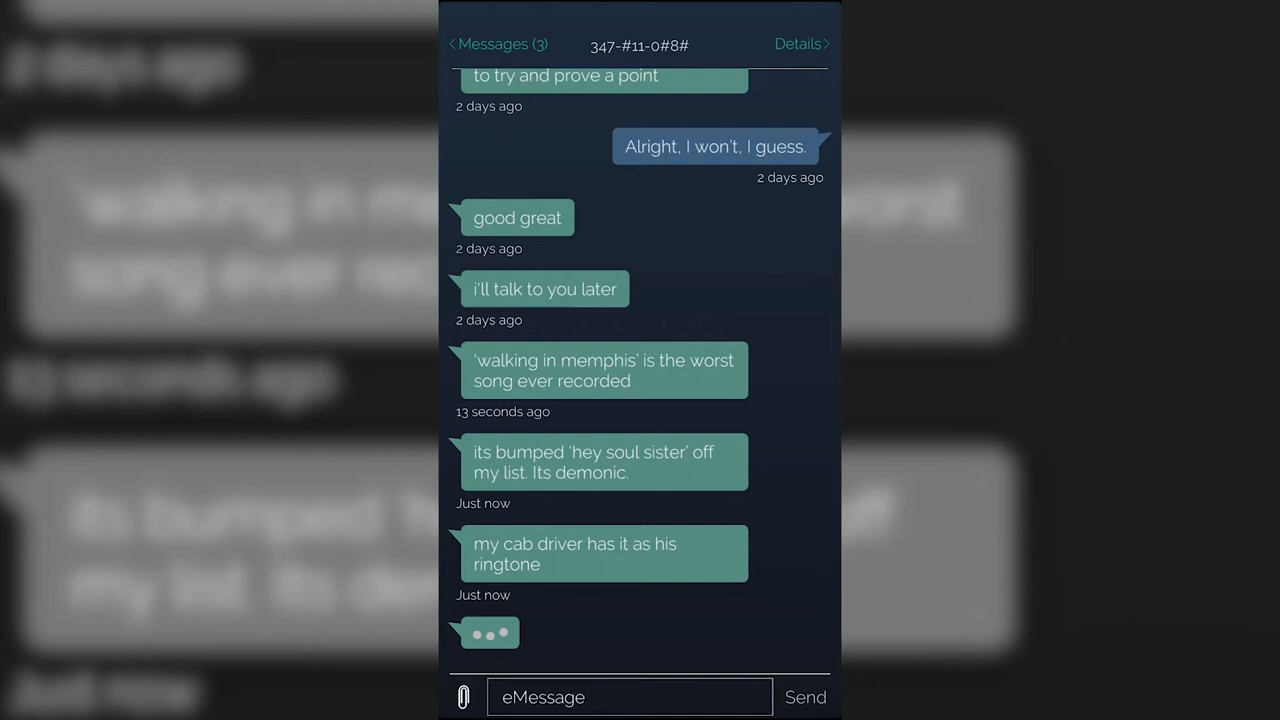 Messages (3)
347-#11-0#8#
Details
to try and prove a point
2 days ago
Alright, I won't, I guess.
2 days ago
good great
2 days ago
i'll talk to you later
2 days ago
'walking in memphis' is the worst
song ever recorded
13 seconds ago
its bumped 'hey soul sister' off
my list. Its demonic.
Just now
my cab driver has it as his
ringtone
Just now
eMessage
Send